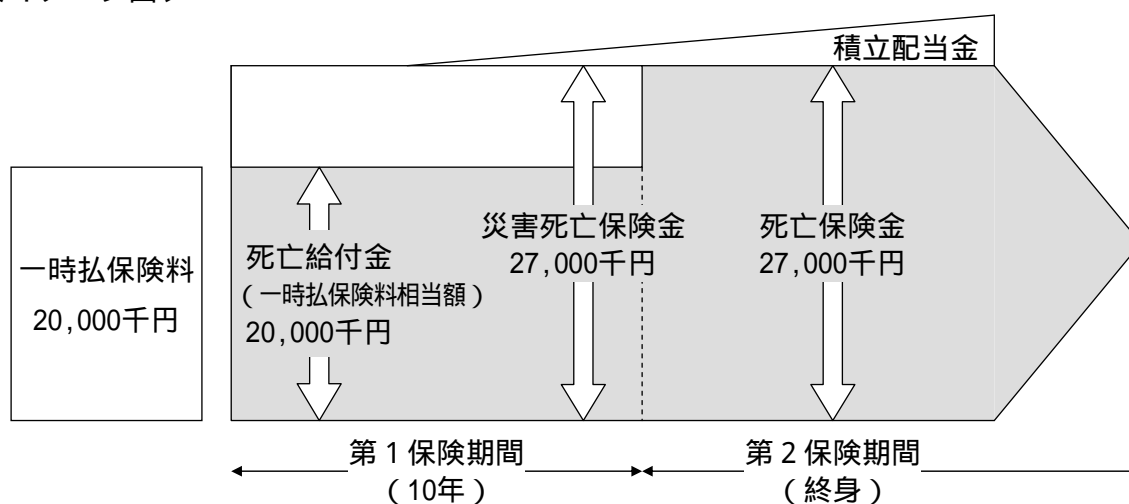 積立配当金
一時払保険料
20,000千円
死亡給付金
(一時払保険料相当額)
20,000千円
災害死亡保険金
27,000千円
死亡保険金
27,000千円
第1保険期間
(10年)
第2保険期間
(終身)